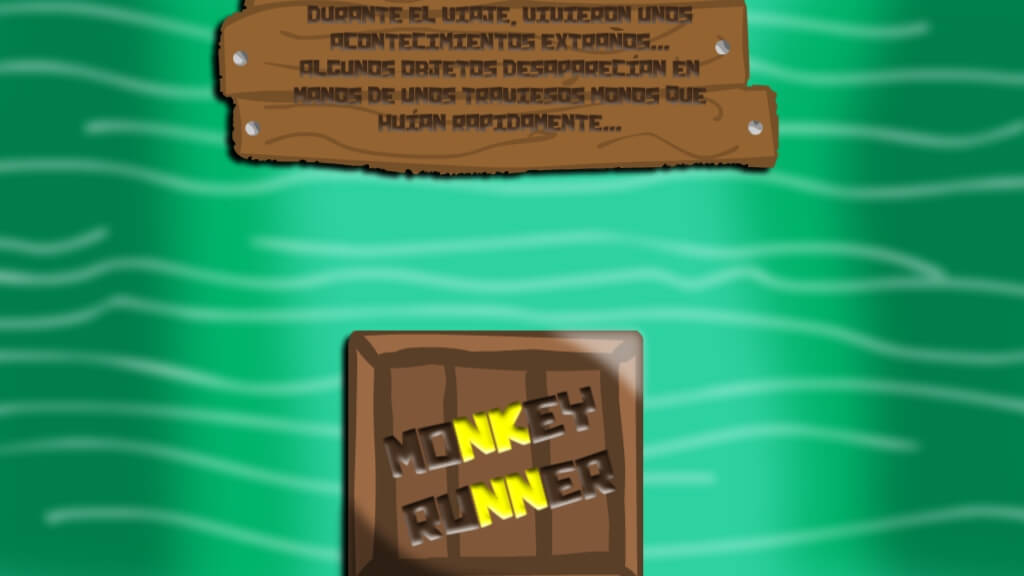 DURANTE EL VIAJE, VIVIERON UNOS
ACONTECIMIENTOS EXTRAÑOS...
ALGUNOS OBJETOS DESAPARECÍAN EN
MANOS DE UNOS TRAVIESOS MONOS QUE
HUÍAN RAPIDAMENTE...
MONKEY
RUNNER